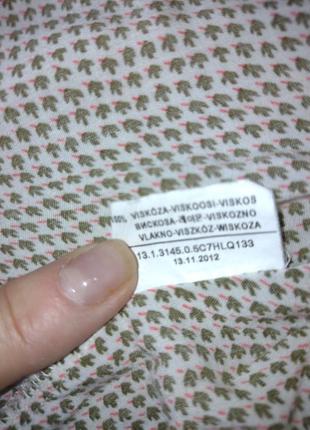 100% VISKÓZA-VISKOOSI-VISKOS
ВИСКОЗА-VISKOZNO
VLAKNO-VISZKÓZ-WISKOZA
13.1.3145.0.5C7HLQ133
13.11.2012